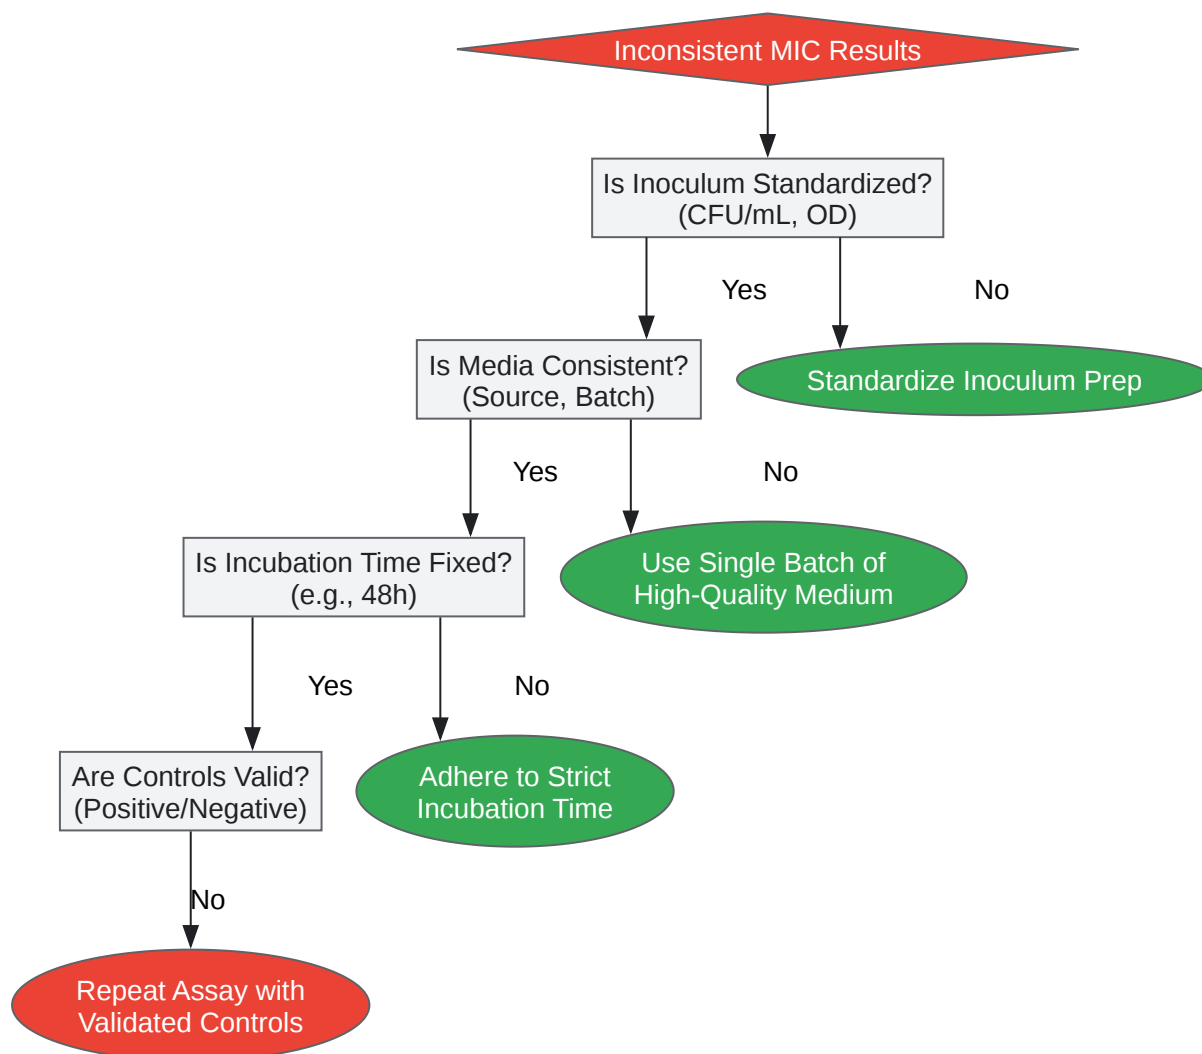 Inconsistent MIC Results
Is Inoculum Standardized?
(CFU/mL, OD)
Yes
No
Is Media Consistent?
(Source, Batch)
Standardize Inoculum Prep
Yes
No
Is Incubation Time Fixed?
(e.g., 48h)
Use Single Batch of
High-Quality Medium
Yes
No
Are Controls Valid?
(Positive/Negative)
Adhere to Strict
Incubation Time
No
Repeat Assay with
Validated Controls